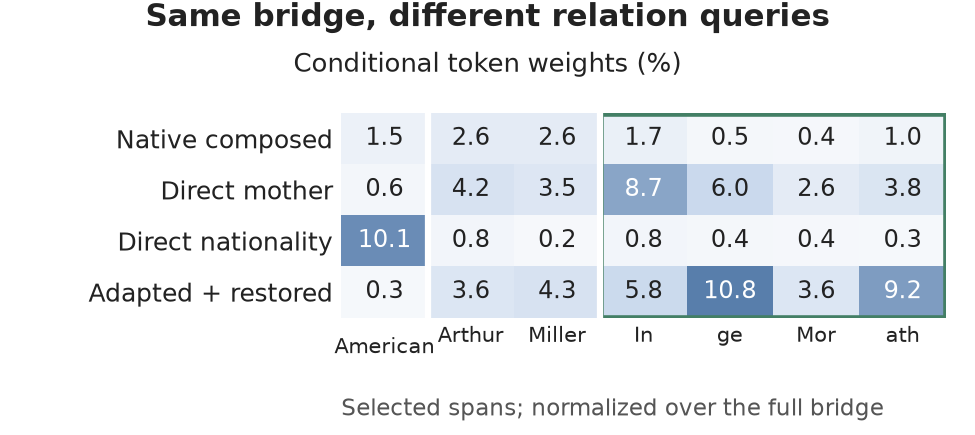 Same bridge, different relation queries
Conditional token weights (%)
Native composed 1.5 2.6 2.6 1.7 0.5 0.4 1.0
Direct mother 0.6 4.2 3.5 8.7 6.0 2.6 3.8
Direct nationality 10.1 0.8 0.2 0.8 0.4 0.4 0.3
Adapted + restored 0.3 3.6 4.3 5.8 10.8 3.6 9.2
American Arthur Miller In ge Mor ath
Selected spans; normalized over the full bridge